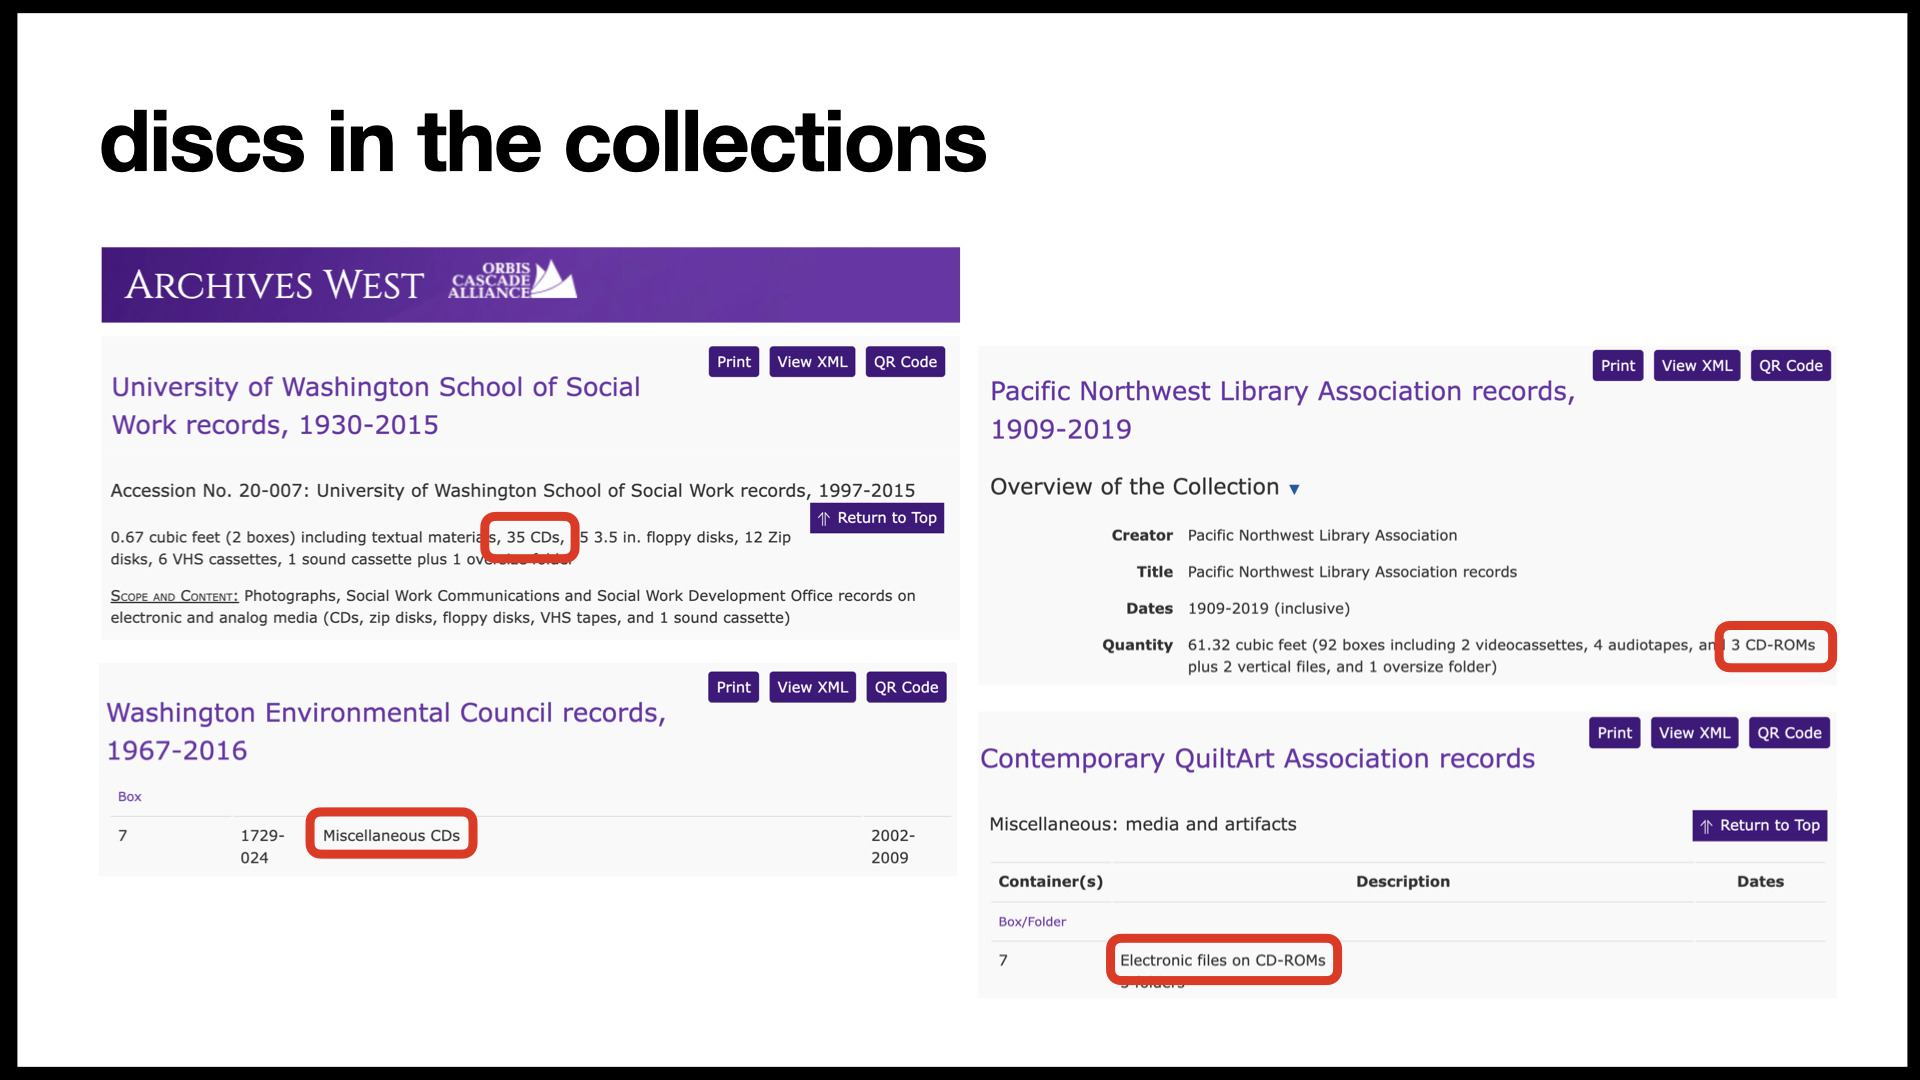 discs in the collections
ARCHIVES WEST
ORBIS
CASCADE
ALLIANCE
Print View XML QR Code
University of Washington School of Social
Work records, 1930-2015
Accession No. 20-007: University of Washington School of Social Work records, 1997-2015
Return to Top
0.67 cubic feet (2 boxes) including textual materials, 35 CDs, 5 3.5 in. floppy disks, 12 Zip
disks, 6 VHS cassettes, 1 sound cassette plus 1 oversize folder
SCOPE AND CONTENT: Photographs, Social Work Communications and Social Work Development Office records on
electronic and analog media (CDs, zip disks, floppy disks, VHS tapes, and 1 sound cassette)
Print View XML QR Code
Washington Environmental Council records,
1967-2016
Box
7 1729- Miscellaneous CDs 2002-
024 2009
Print View XML QR Code
Pacific Northwest Library Association records,
1909-2019
Overview of the Collection ▼
Creator Pacific Northwest Library Association
Title Pacific Northwest Library Association records
Dates 1909-2019 (inclusive)
Quantity 61.32 cubic feet (92 boxes including 2 videocassettes, 4 audiotapes, and 3 CD-ROMs
plus 2 vertical files, and 1 oversize folder)
Print View XML QR Code
Contemporary QuiltArt Association records
Miscellaneous: media and artifacts
Return to Top
Container(s) Description Dates
Box/Folder
7 Electronic files on CD-ROMs
folders